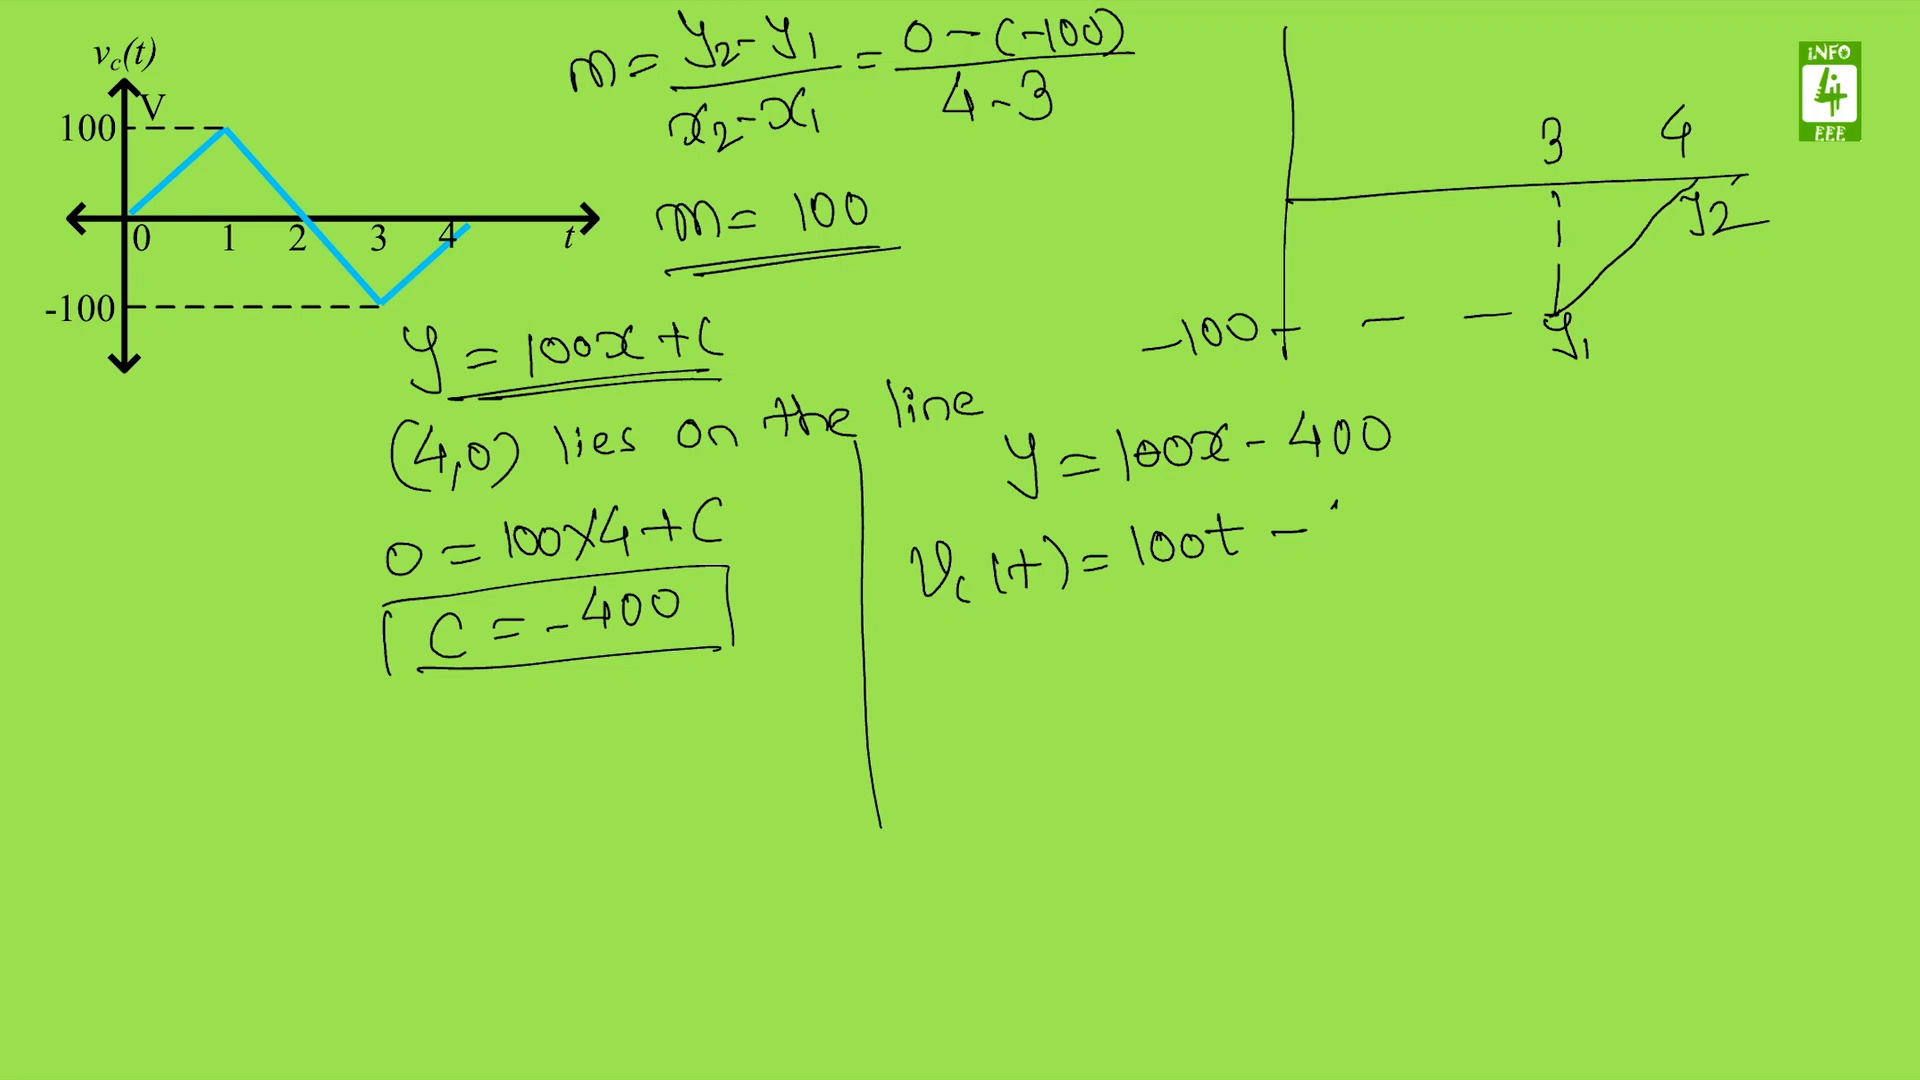 v_c(t)
V
100
0 1 2 3 4 t
-100
m = y₂-y₁ / x₂-x₁ = 0-(-100) / 4-3
m = 100
y = 100x + C
(4,0) lies on the line
0 = 100×4 + C
C = -400
3 4
y₂
-100
y₁
y = 100x - 400
V_c(t) = 100t -
iNFO
4
EEE